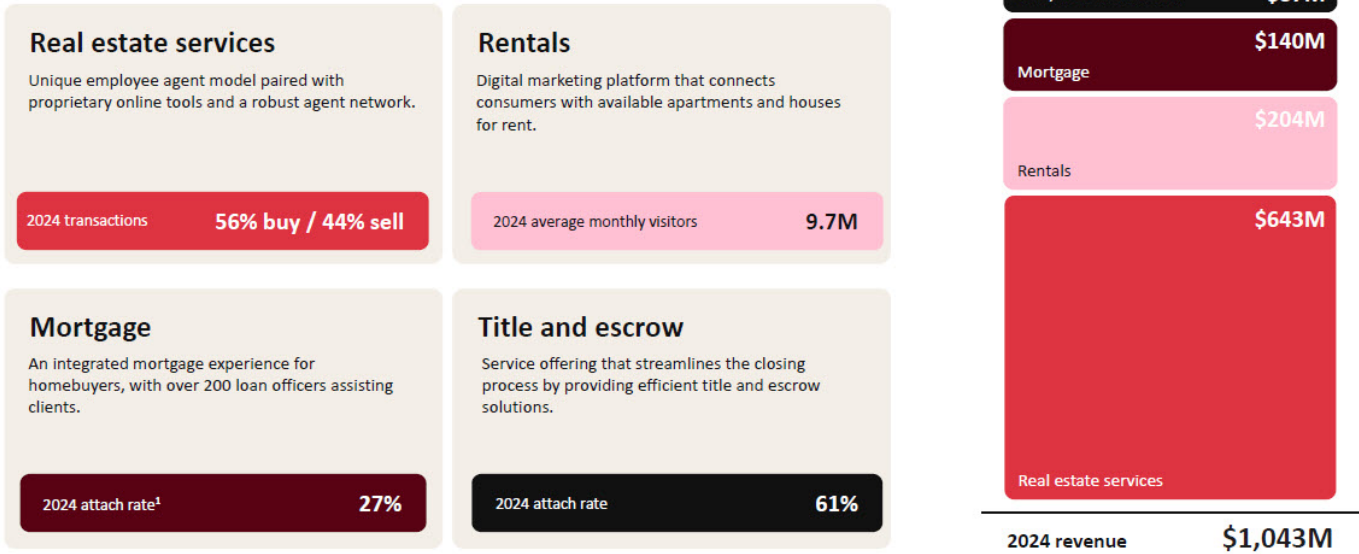 Real estate services
Unique employee agent model paired with
proprietary online tools and a robust agent network.
2024 transactions 56% buy / 44% sell
Rentals
Digital marketing platform that connects
consumers with available apartments and houses
for rent.
2024 average monthly visitors 9.7M
Mortgage
An integrated mortgage experience for
homebuyers, with over 200 loan officers assisting
clients.
2024 attach rate¹ 27%
Title and escrow
Service offering that streamlines the closing
process by providing efficient title and escrow
solutions.
2024 attach rate 61%
$140M
Mortgage
$204M
Rentals
$643M
Real estate services
2024 revenue $1,043M